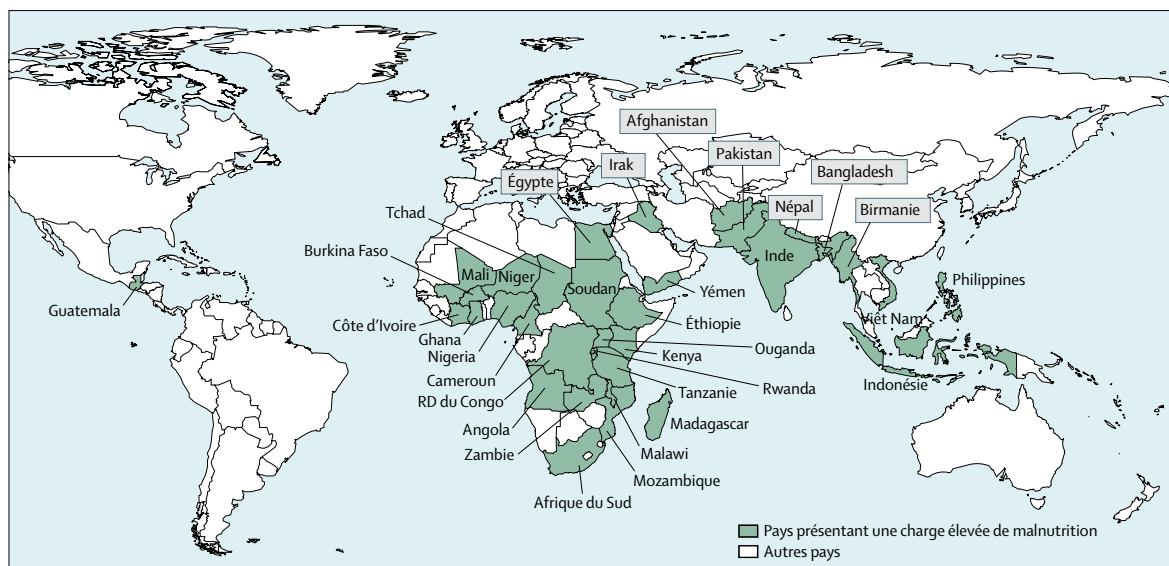 Afghanistan
Pakistan
Irak
Bangladesh
Égypte
Népal
Birmanie
Tchad
Burkina Faso
Mali
Niger
Inde
Soudan
Philippines
Guatemala
Yémen
Côte d'Ivoire
Éthiopie
Viêt Nam
Ghana
Nigeria
Ouganda
Kenya
Cameroun
Rwanda
Indonésie
RD du Congo
Tanzanie
Angola
Madagascar
Zambie
Malawi
Mozambique
Afrique du Sud
Pays présentant une charge élevée de malnutrition
Autres pays